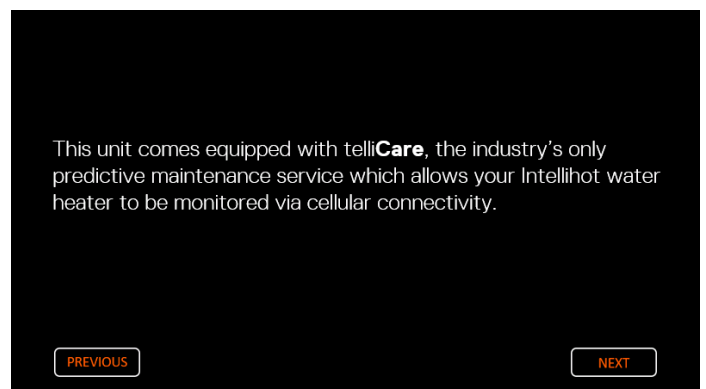 This unit comes equipped with telliCare, the industry's only
predictive maintenance service which allows your Intellihot water
heater to be monitored via cellular connectivity.
PREVIOUS
NEXT